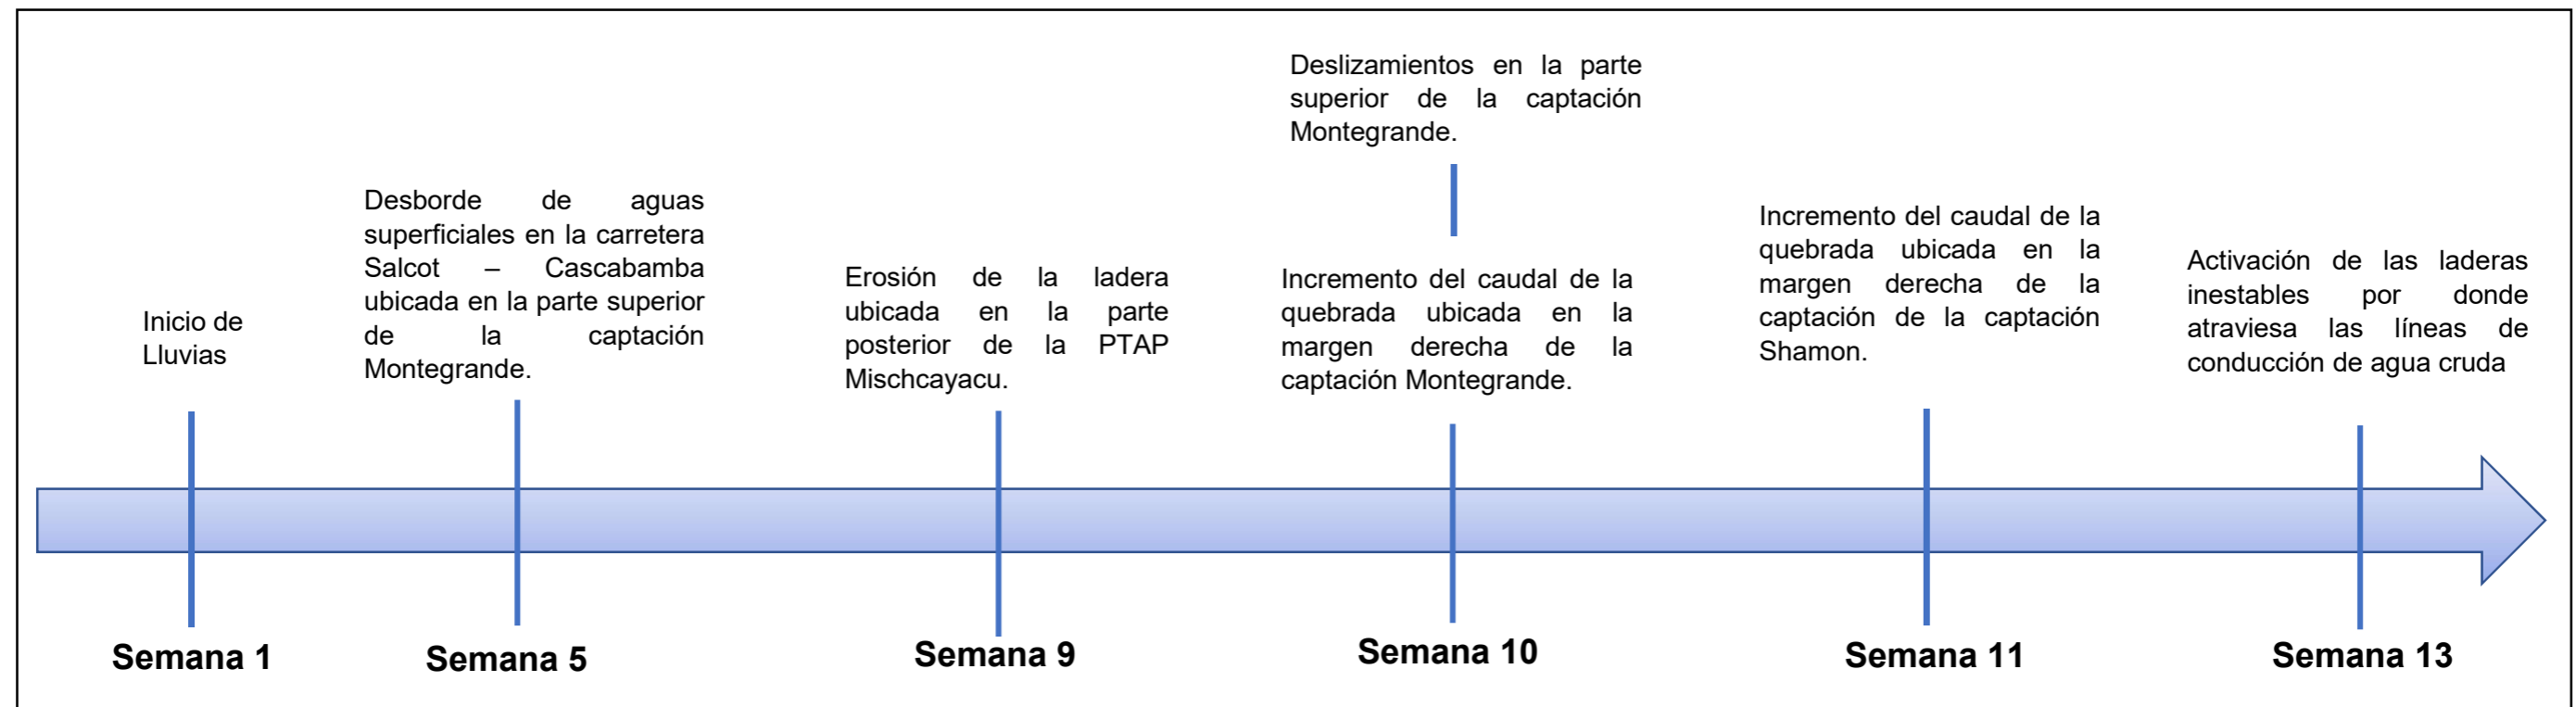 Inicio de
Lluvias
Desborde de aguas
superficiales en la carretera
Salcot – Cascabamba
ubicada en la parte superior
de la captación
Montegrande.
Erosión de la ladera
ubicada en la parte
posterior de la PTAP
Mischcayacu.
Deslizamientos en la parte
superior de la captación
Montegrande.
Incremento del caudal de la
quebrada ubicada en la
margen derecha de la
captación Montegrande.
Incremento del caudal de la
quebrada ubicada en la
margen derecha de la
captación de la captación
Shamon.
Activación de las laderas
inestables por donde
atraviesa las líneas de
conducción de agua cruda
Semana 1
Semana 5
Semana 9
Semana 10
Semana 11
Semana 13